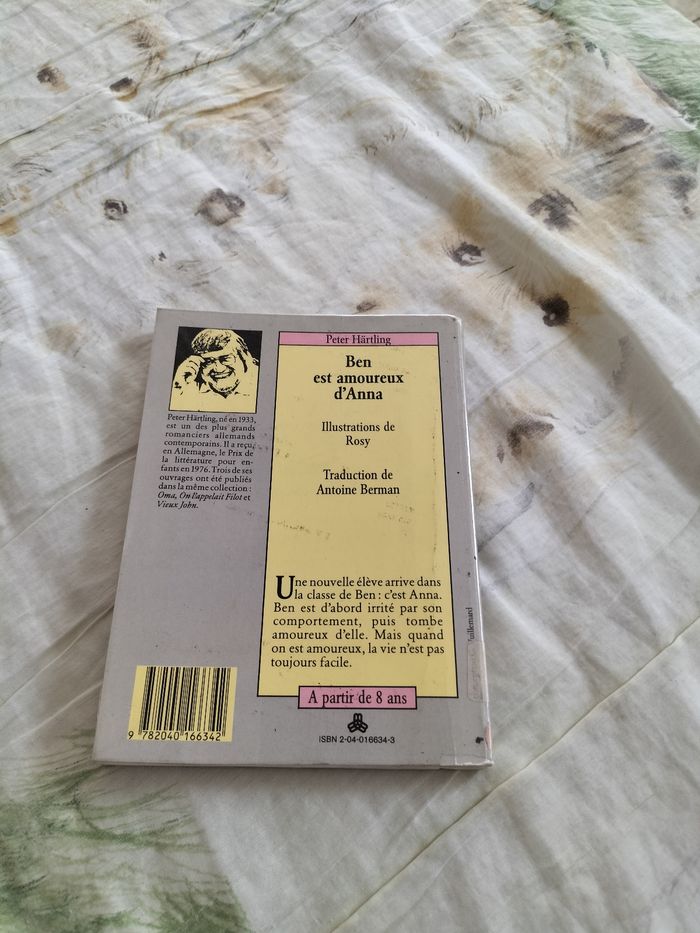 Peter Härtling
Ben
est amoureux
d'Anna
Illustrations de
Rosy
Traduction de
Antoine Berman
Peter Härtling, né en 1933,
est un des plus grands
romanciers allemands
contemporains. Il a reçu,
en Allemagne, le Prix de
la littérature pour en-
fants en 1976. Trois de ses
ouvrages ont été publiés
dans la même collection :
Oma, On l'appelait Filot et
Vieux John.
Une nouvelle élève arrive dans
la classe de Ben : c'est Anna.
Ben est d'abord irrité par son
comportement, puis tombe
amoureux d'elle. Mais quand
on est amoureux, la vie n'est pas
toujours facile.
A partir de 8 ans
ISBN 2-04-016634-3
9 782040 166342